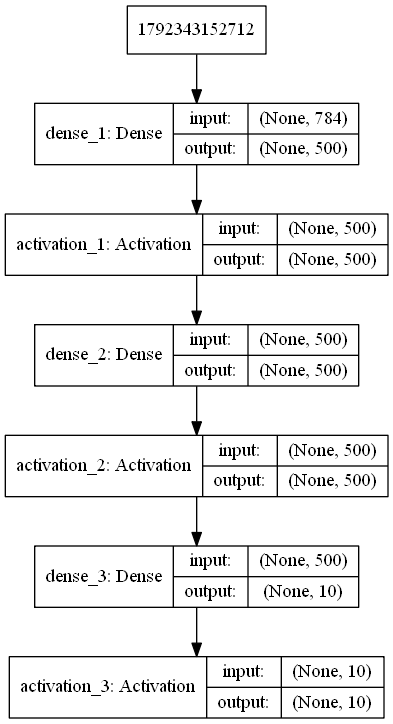 1792343152712
dense_1: Dense
input: (None, 784)
output: (None, 500)
activation_1: Activation
input: (None, 500)
output: (None, 500)
dense_2: Dense
input: (None, 500)
output: (None, 500)
activation_2: Activation
input: (None, 500)
output: (None, 500)
dense_3: Dense
input: (None, 500)
output: (None, 10)
activation_3: Activation
input: (None, 10)
output: (None, 10)